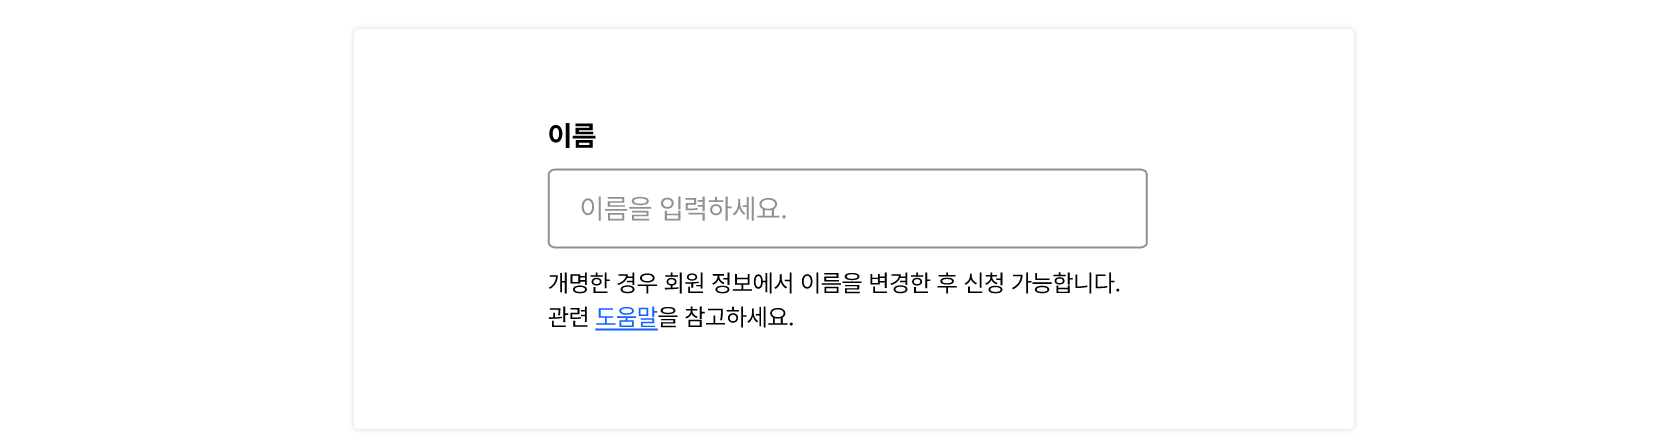 이름
이름을 입력하세요.
개명한 경우 회원 정보에서 이름을 변경한 후 신청 가능합니다.
관련 도움말을 참고하세요.